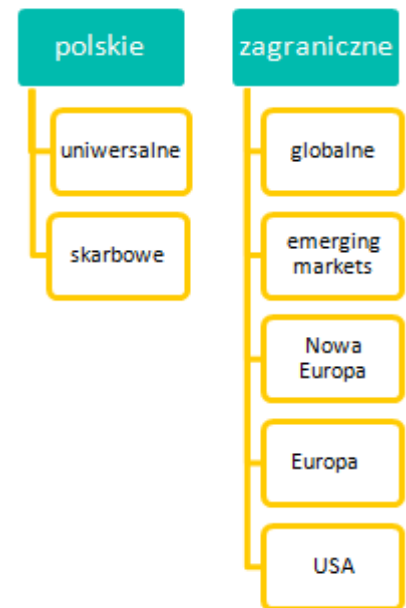 polskie
uniwersalne
skarbowe
zagraniczne
globalne
emerging
markets
Nowa
Europa
Europa
USA